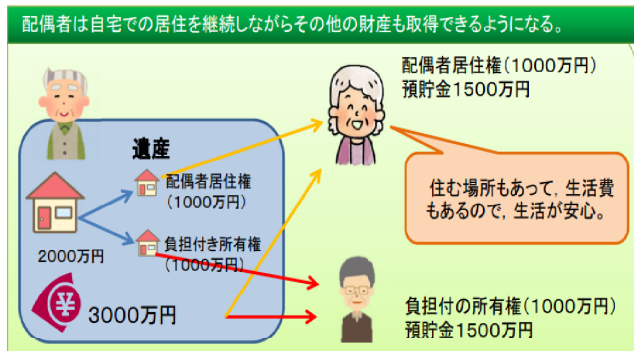 配偶者は自宅での居住を継続しながらその他の財産も取得できるようになる。
配偶者居住権(1000万円)
預貯金1500万円
遺産
配偶者居住権
(1000万円)
住む場所もあって,生活費
もあるので,生活が安心。
負担付き所有権
(1000万円)
2000万円
¥
3000万円
負担付の所有権(1000万円)
預貯金1500万円